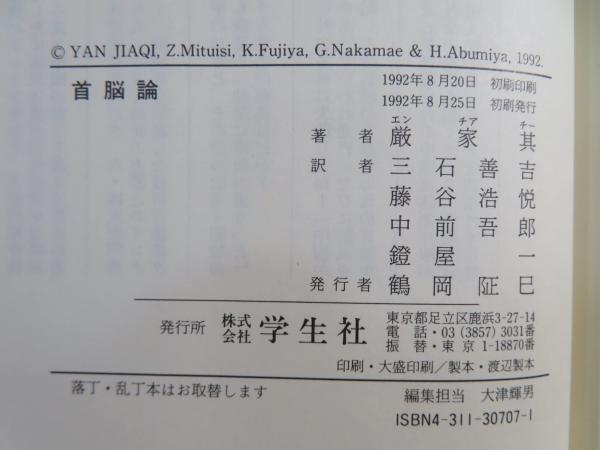 © YAN JIAQI, Z.Mituisi, K.Fujiya, G.Nakamae & H.Abumiya, 1992.
首脳論
1992年8月20日 初刷印刷
1992年8月25日 初刷発行
エン チア チー
著者 厳家其
訳者 三石善吉
藤谷浩悦
中前吾郎
鐙屋一
発行者 鶴岡阷巳
発行所 株式会社 学生社
東京都足立区鹿浜3-27-14
電話・03(3857)3031番
振替・東京1-18870番
印刷・大盛印刷/製本・渡辺製本
落丁・乱丁本はお取替します
編集担当 大津輝男
ISBN4-311-30707-1